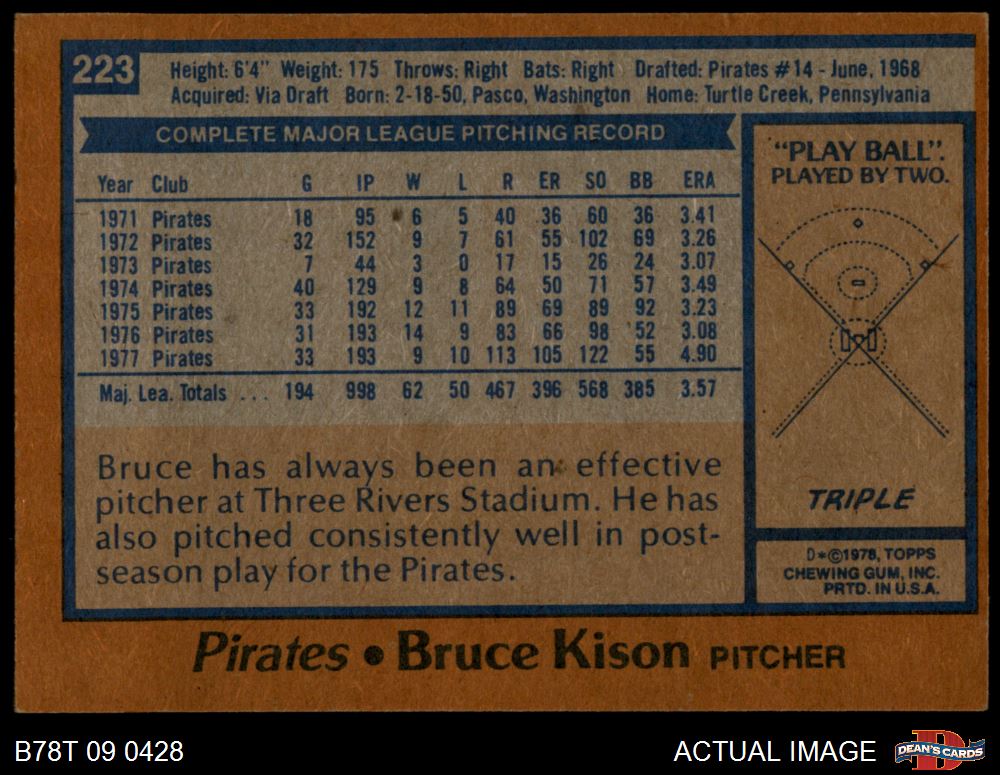 223
Height: 6'4" Weight: 175 Throws: Right Bats: Right Drafted: Pirates #14 - June, 1968
Acquired: Via Draft Born: 2-18-50, Pasco, Washington Home: Turtle Creek, Pennsylvania
COMPLETE MAJOR LEAGUE PITCHING RECORD
Year Club G IP W L R ER SO BB ERA
1971 Pirates 18 95 6 5 40 36 60 36 3.41
1972 Pirates 32 152 9 7 61 55 102 69 3.26
1973 Pirates 7 44 3 0 17 15 26 24 3.07
1974 Pirates 40 129 9 8 64 50 71 57 3.49
1975 Pirates 33 192 12 11 89 69 89 92 3.23
1976 Pirates 31 193 14 9 83 66 98 52 3.08
1977 Pirates 33 193 9 10 113 105 122 55 4.90
Maj. Lea. Totals ... 194 998 62 50 467 396 568 385 3.57
Bruce has always been an effective
pitcher at Three Rivers Stadium. He has
also pitched consistently well in post-
season play for the Pirates.
"PLAY BALL".
PLAYED BY TWO.
TRIPLE
D*©1978, TOPPS
CHEWING GUM, INC.
PRTD. IN U.S.A.
Pirates • Bruce Kison PITCHER
B78T 09 0428
ACTUAL IMAGE
D
DEAN'S CARDS